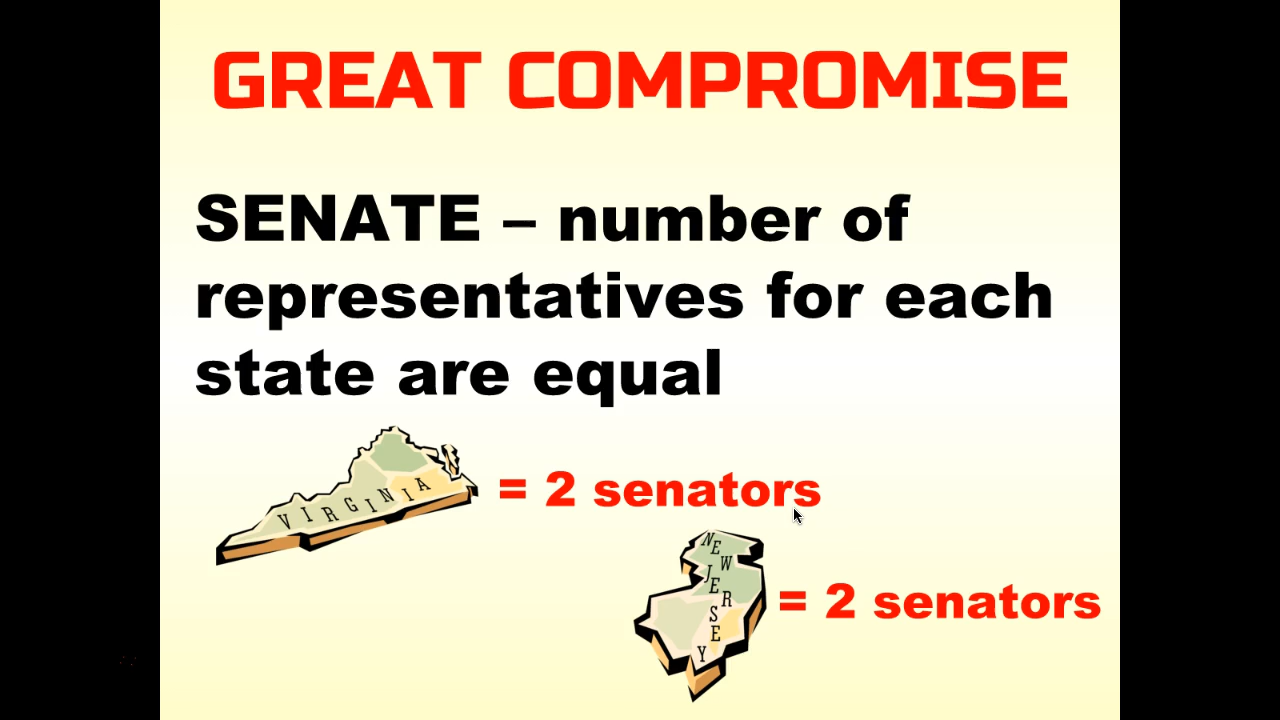 GREAT COMPROMISE
SENATE – number of
representatives for each
state are equal
VIRGINIA
= 2 senators
NEW JERSEY
= 2 senators